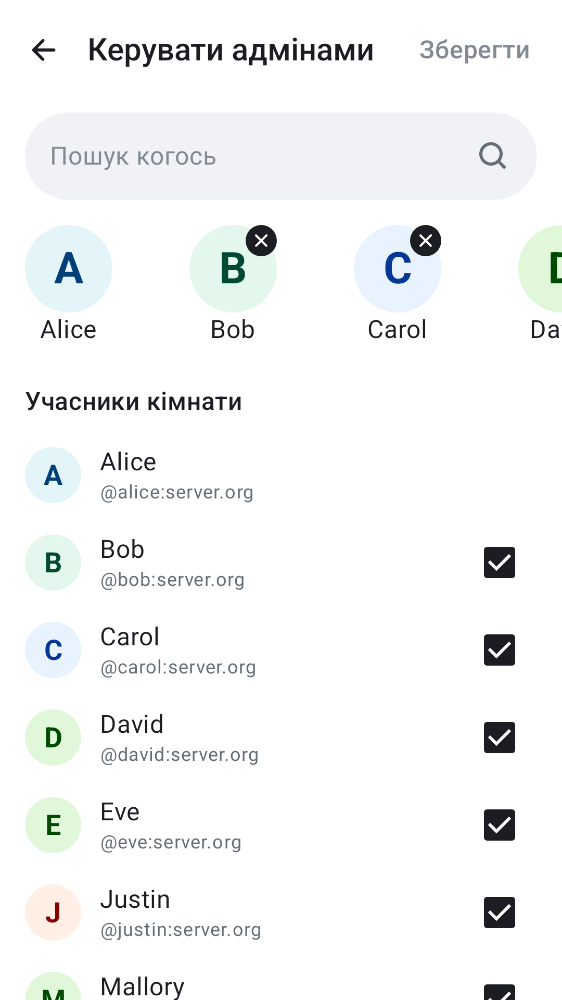 Керувати адмінами
Зберегти
Пошук когось
A
B
C
D
Alice
Bob
Carol
Da
Учасники кімнати
A
Alice
@alice:server.org
B
Bob
@bob:server.org
C
Carol
@carol:server.org
D
David
@david:server.org
E
Eve
@eve:server.org
J
Justin
@justin:server.org
M
Mallory